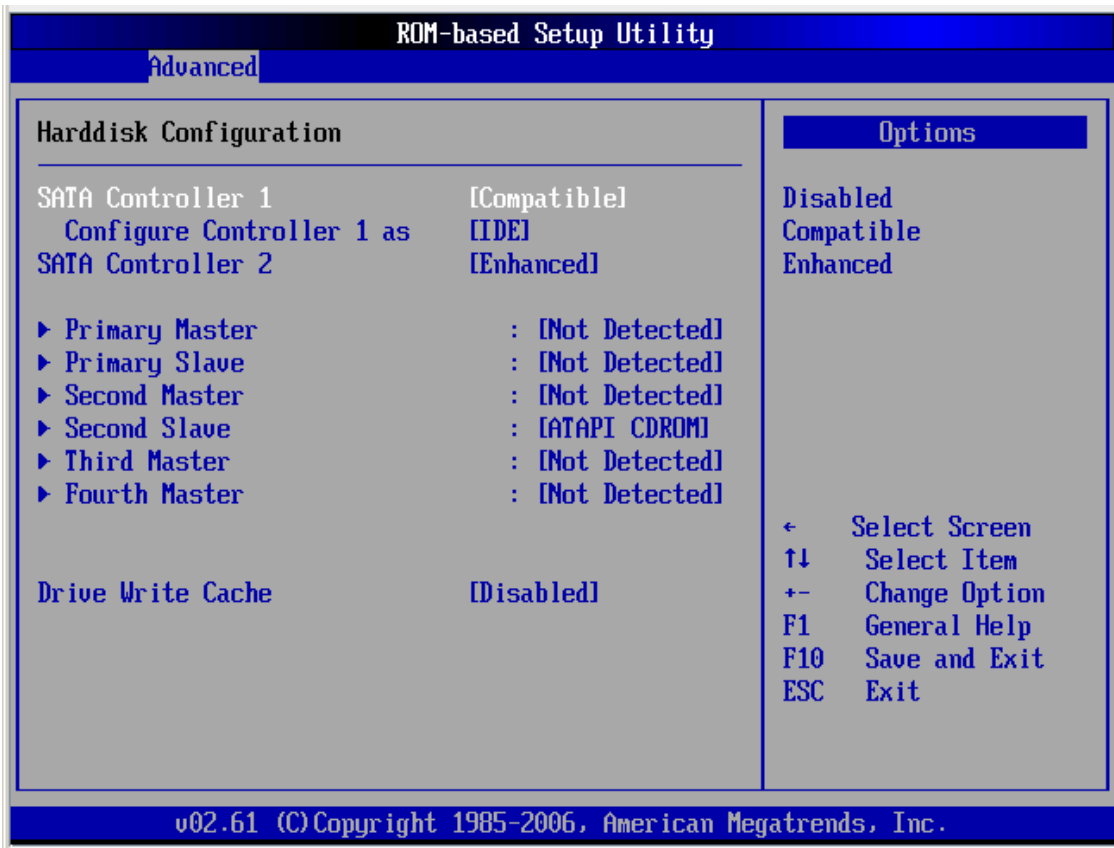 ROM-based Setup Utility
Advanced
Harddisk Configuration
SATA Controller 1 [Compatible]
Configure Controller 1 as [IDE]
SATA Controller 2 [Enhanced]
▶ Primary Master : [Not Detected]
▶ Primary Slave : [Not Detected]
▶ Second Master : [Not Detected]
▶ Second Slave : [ATAPI CDROM]
▶ Third Master : [Not Detected]
▶ Fourth Master : [Not Detected]
Drive Write Cache [Disabled]
Options
Disabled
Compatible
Enhanced
← Select Screen
↑↓ Select Item
+- Change Option
F1 General Help
F10 Save and Exit
ESC Exit
v02.61 (C)Copyright 1985-2006, American Megatrends, Inc.